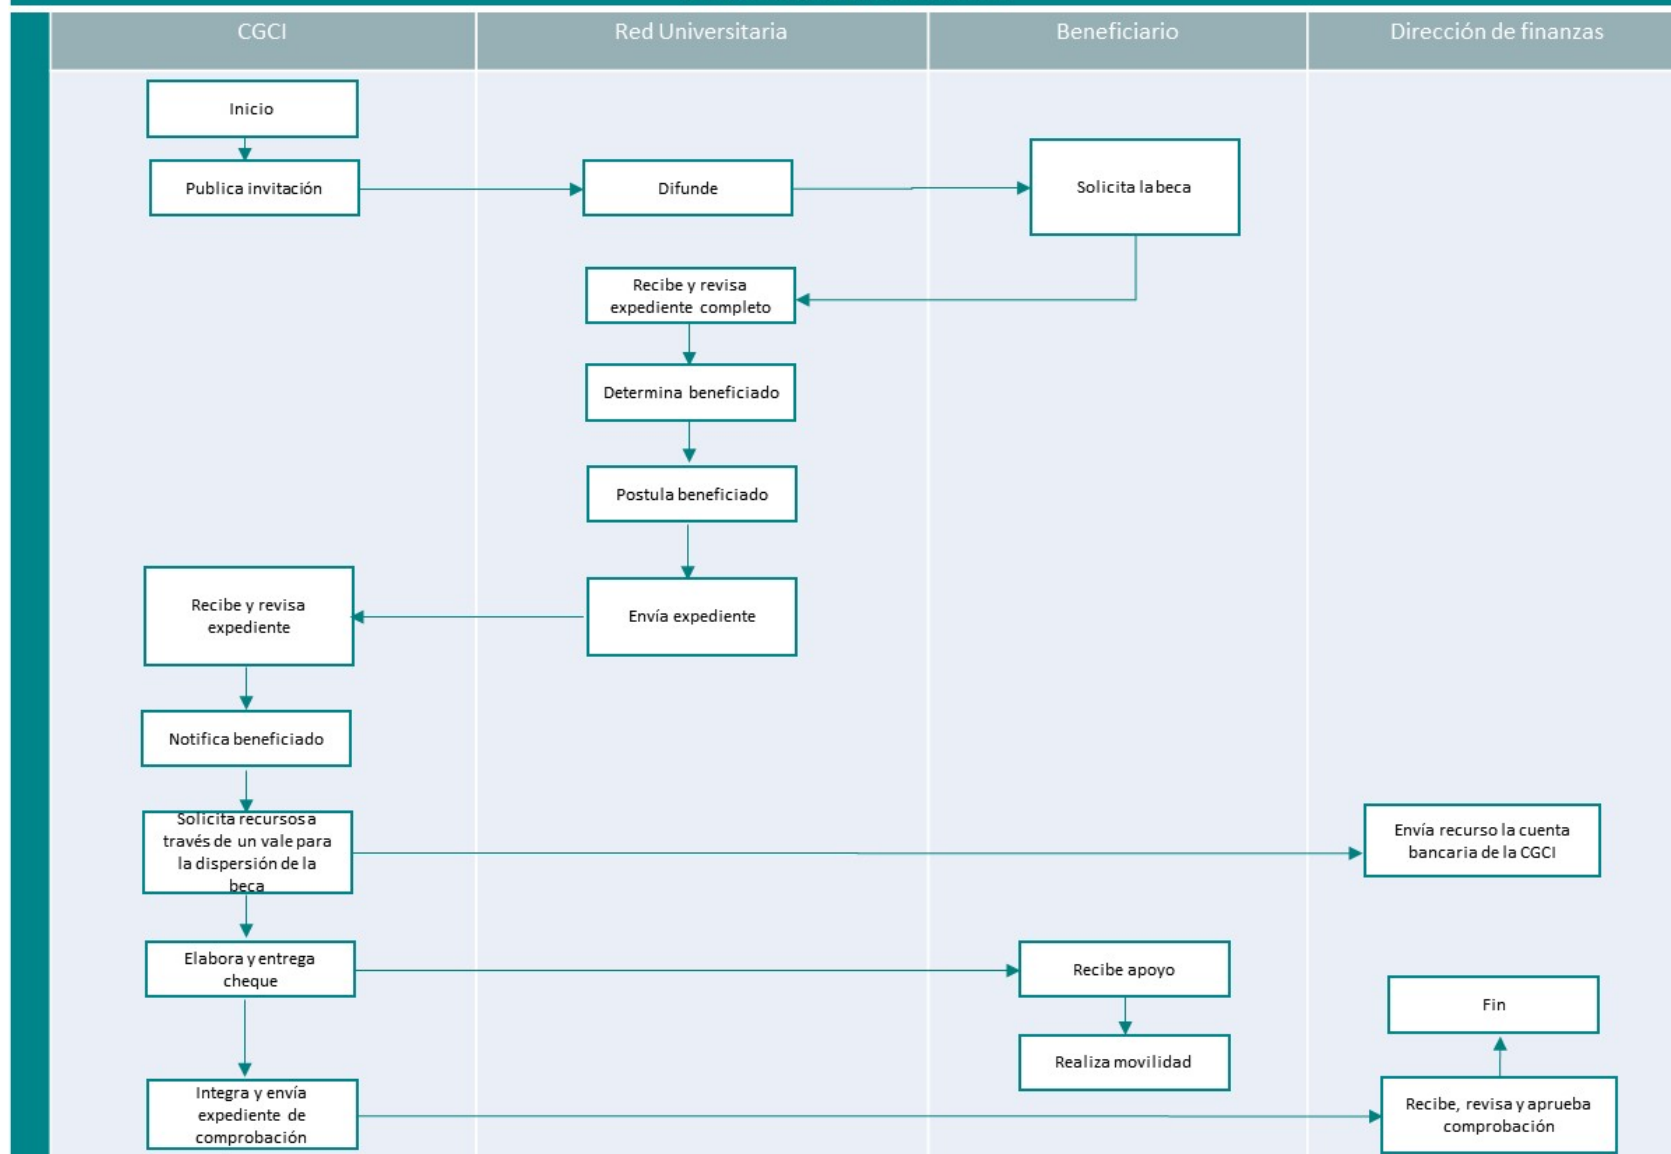 CGCI
Red Universitaria
Beneficiario
Dirección de finanzas
Inicio
Publica invitación
Difunde
Solicita la beca
Recibe y revisa
expediente completo
Determina beneficiado
Postula beneficiado
Envía expediente
Recibe y revisa
expediente
Notifica beneficiado
Solicita recursos a
través de un vale para
la dispersión de la
beca
Envía recurso la cuenta
bancaria de la CGCI
Elabora y entrega
cheque
Recibe apoyo
Realiza movilidad
Integra y envía
expediente de
comprobación
Recibe, revisa y aprueba
comprobación
Fin